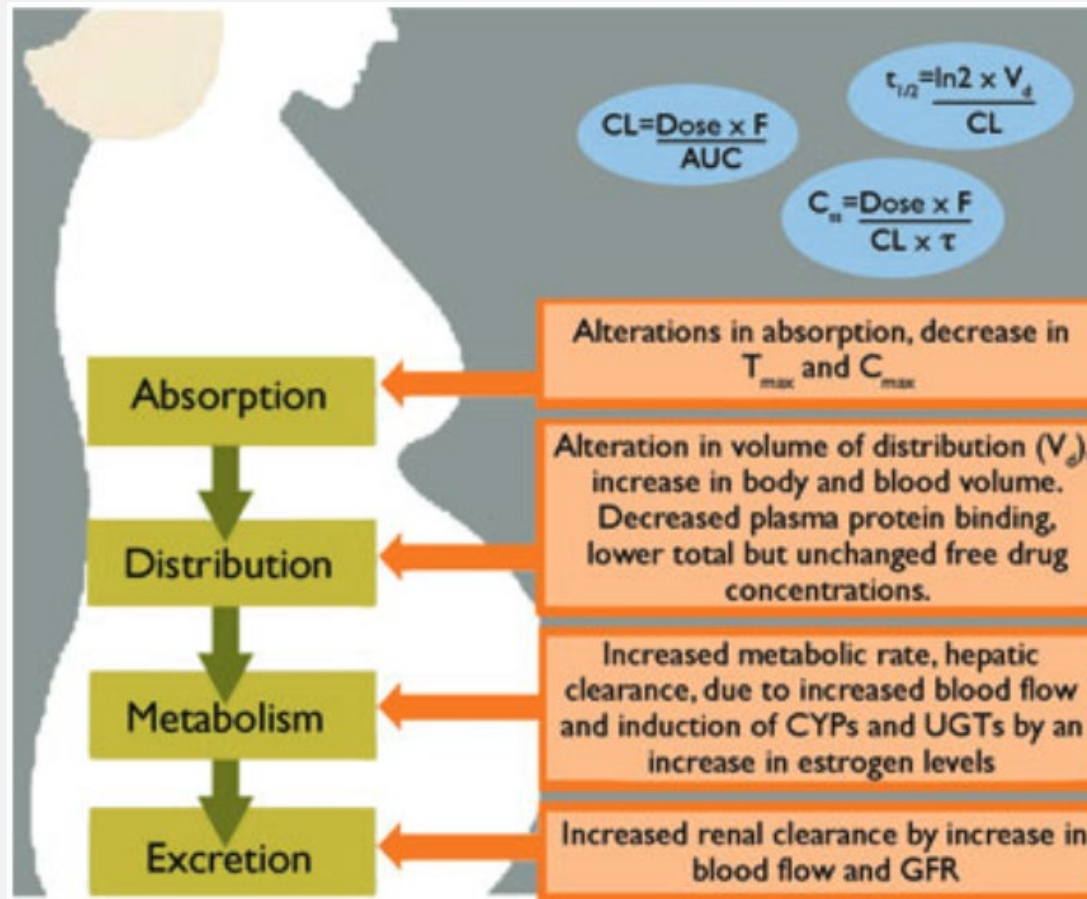 CL=Dose x F
AUC
t1/2=ln2 x Vd
CL
Css=Dose x F
CL x τ
Absorption
Alterations in absorption, decrease in
Tmax and Cmax
Distribution
Alteration in volume of distribution (Vd).
increase in body and blood volume.
Decreased plasma protein binding,
lower total but unchanged free drug
concentrations.
Metabolism
Increased metabolic rate, hepatic
clearance, due to increased blood flow
and induction of CYPs and UGTs by an
increase in estrogen levels
Excretion
Increased renal clearance by increase in
blood flow and GFR